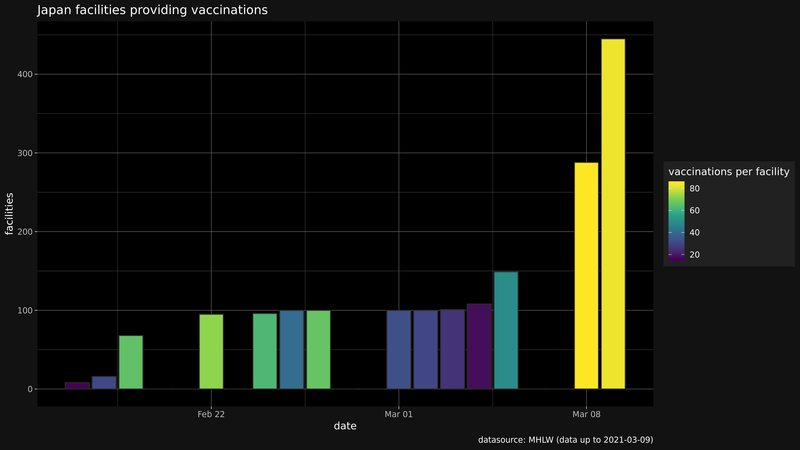 Japan facilities providing vaccinations
facilities
400
300
200
100
0
Feb 22
Mar 01
Mar 08
date
vaccinations per facility
80
60
40
20
datasource: MHLW (data up to 2021-03-09)